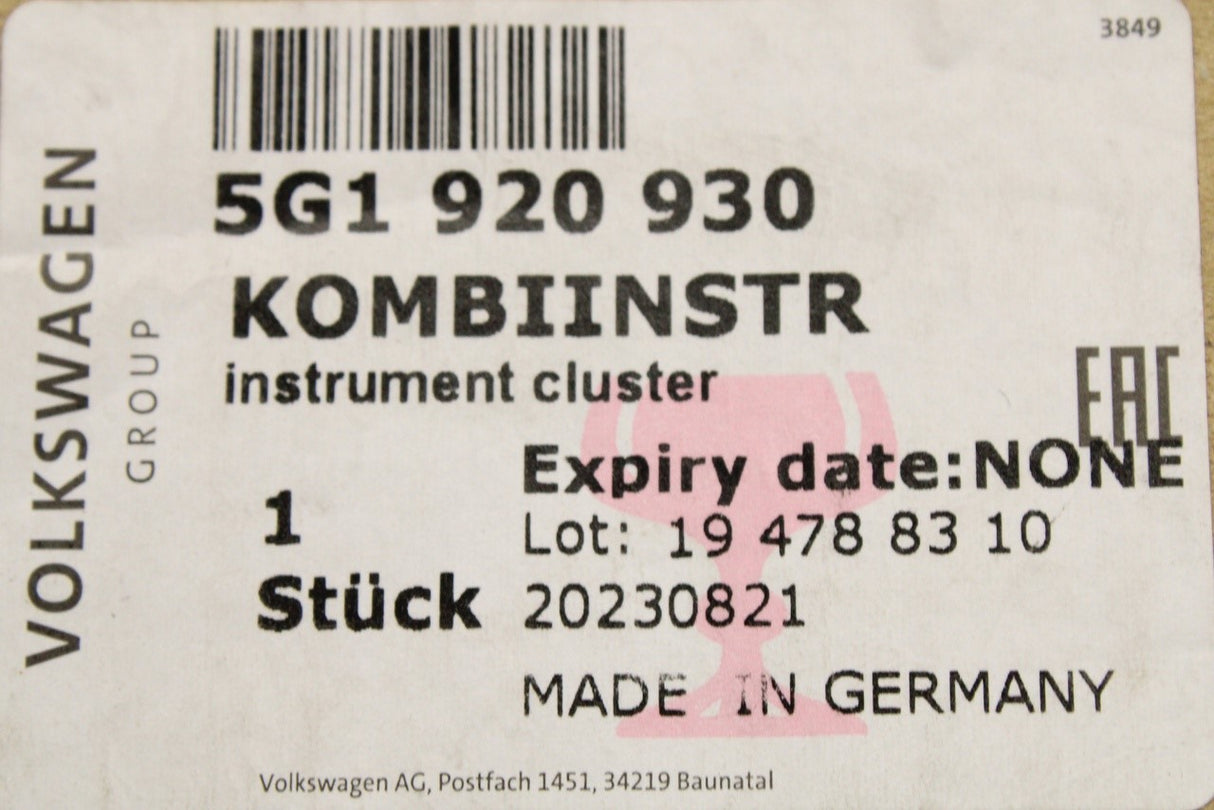 3849
5G1 920 930
KOMBIINSTR
instrument cluster
EAC
Expiry date:NONE
1
Lot: 19 478 83 10
Stück 20230821
MADE IN GERMANY
Volkswagen AG, Postfach 1451, 34219 Baunatal
VOLKSWAGEN
GROUP